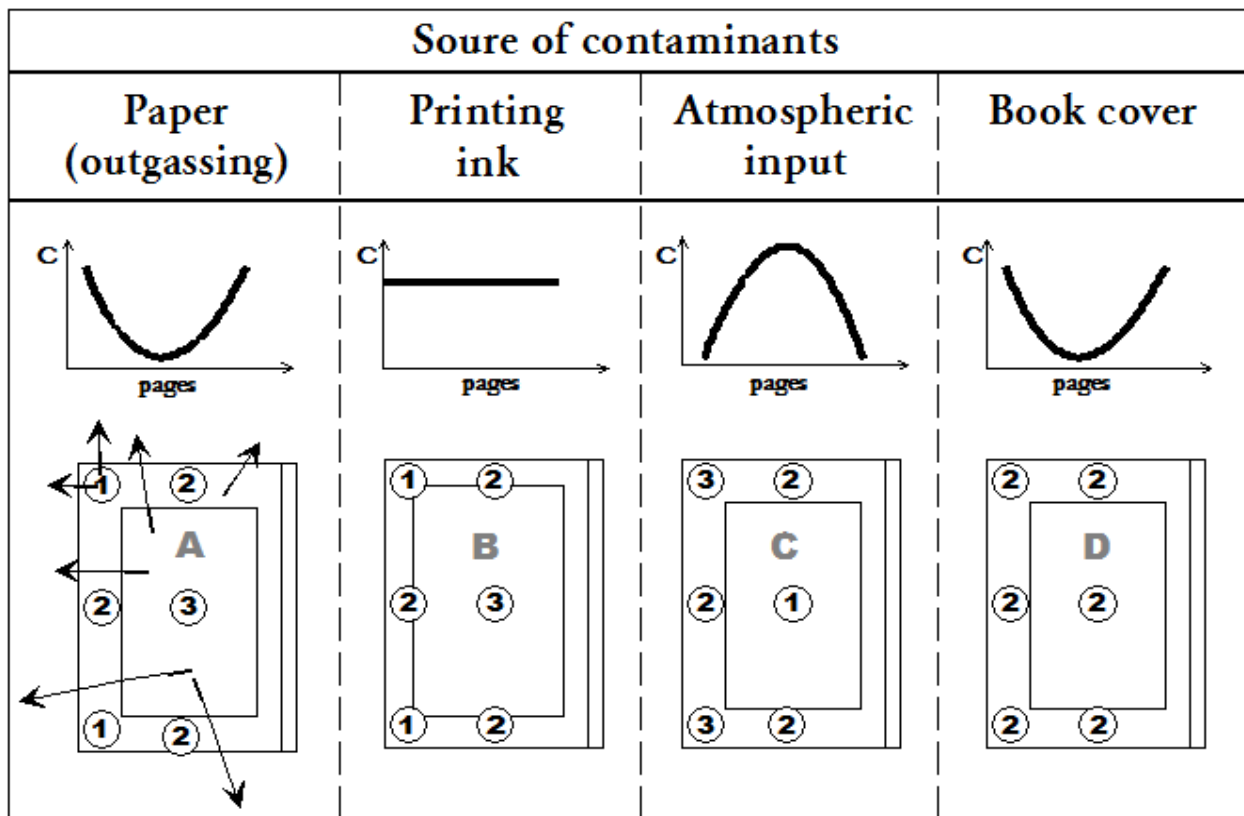 Soure of contaminants
Paper
(outgassing)
Printing
ink
Atmospheric
input
Book cover
C
pages
C
pages
C
pages
C
pages
1 2
A
2 3
1 2
1 2
B
2 3
1 2
3 2
C
2 1
3 2
2 2
D
2 2
2 2